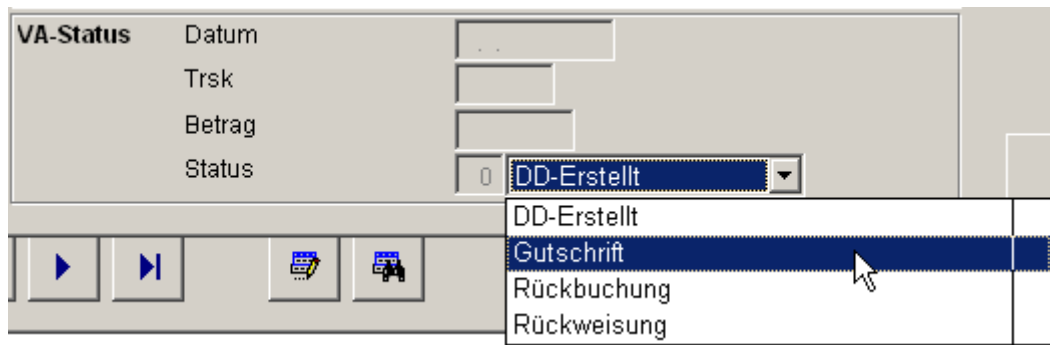 VA-Status Datum . .
Trsk
Betrag
Status 0 DD-Erstellt
DD-Erstellt
Gutschrift
Rückbuchung
Rückweisung